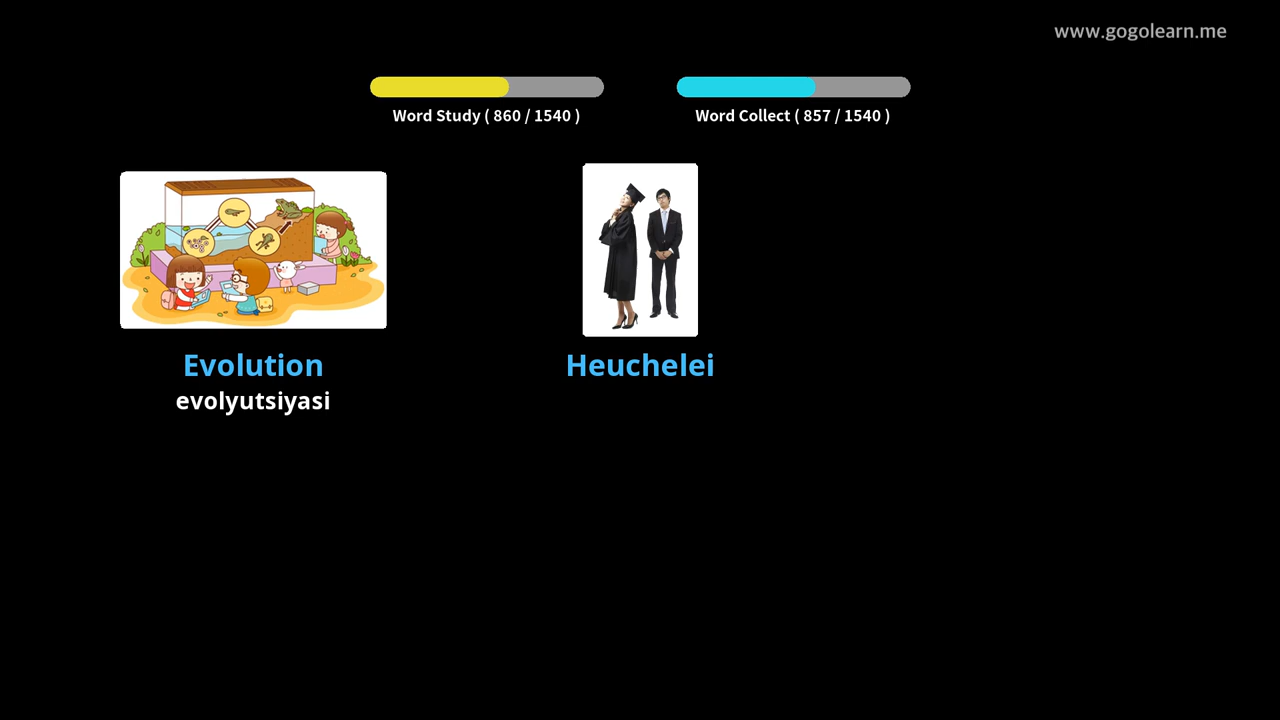 www.gogolearn.me
Word Study ( 860 / 1540 )
Word Collect ( 857 / 1540 )
Evolution
evolyutsiyasi
Heuchelei